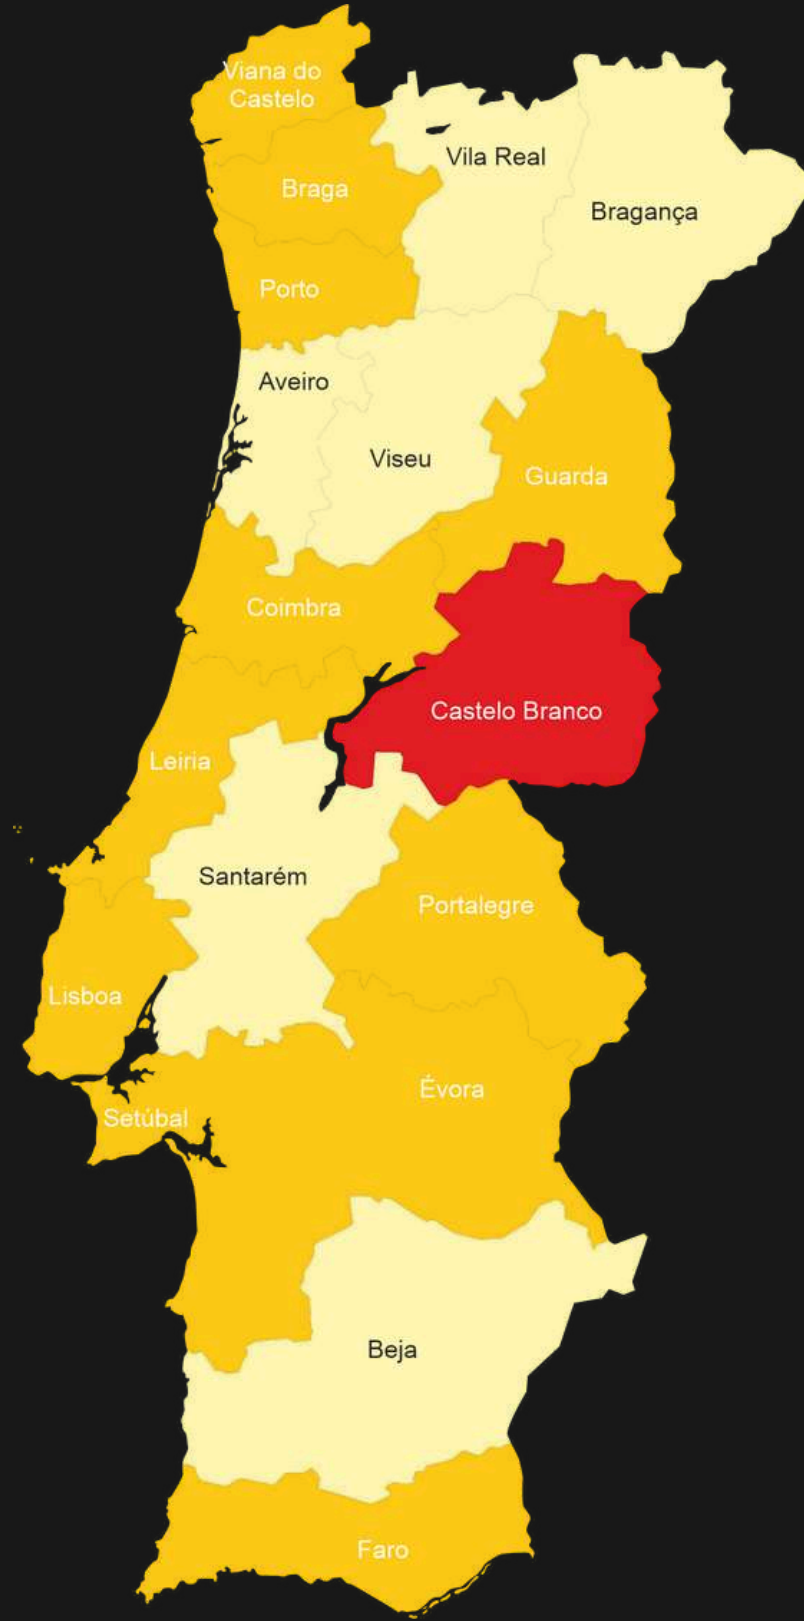 Viana do
Castelo
Vila Real
Braga
Bragança
Porto
Aveiro
Viseu
Guarda
Coimbra
Castelo Branco
Leiria
Santarém
Portalegre
Lisboa
Évora
Setúbal
Beja
Faro